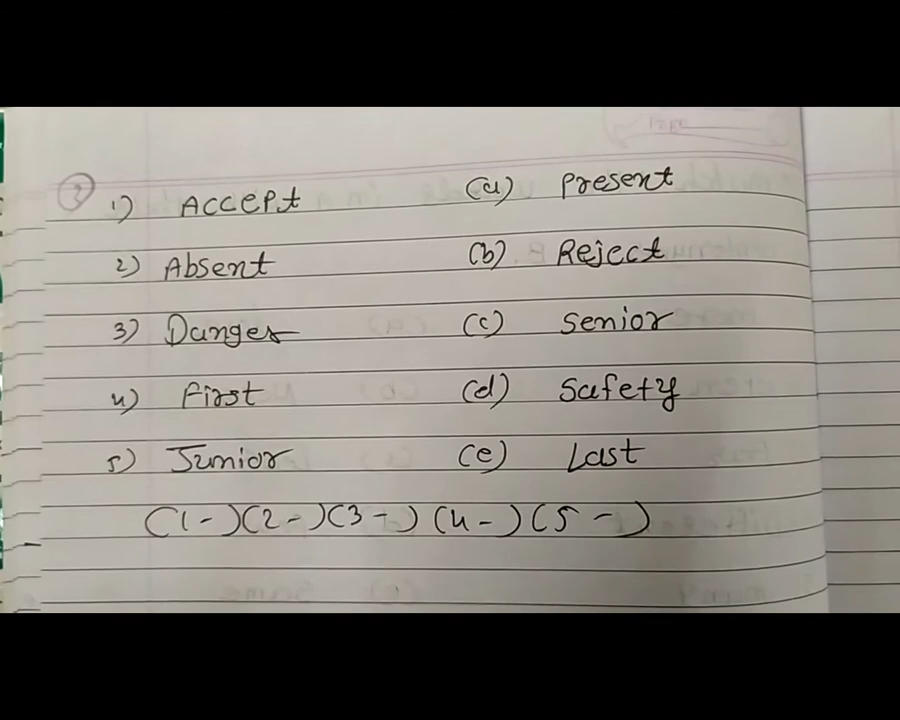 ?
1) Accept (a) Present
2) Absent (b) Reject
3) Danger (c) Senior
4) First (d) Safety
5) Junior (e) Last
(1 - )(2 - )(3 - ) (4 - ) (5 - )